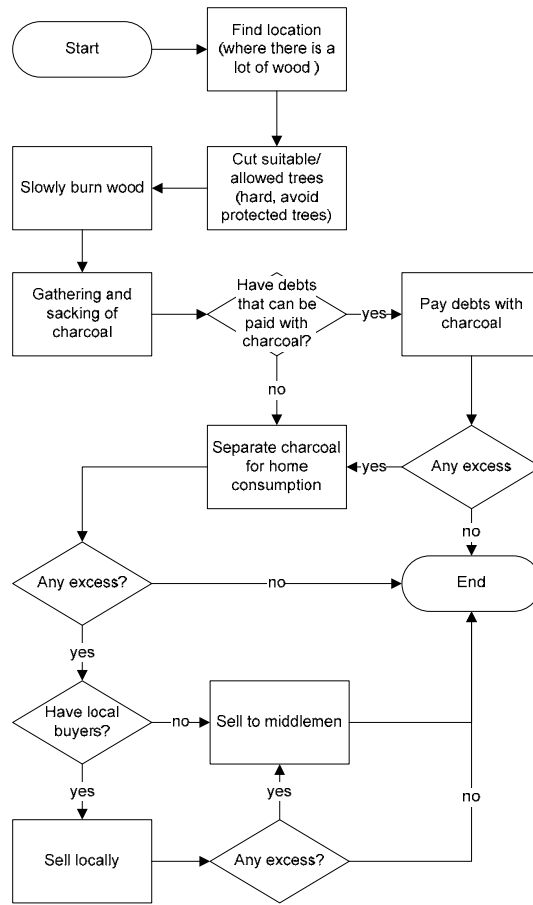 Start
Find location
(where there is a
lot of wood )
Cut suitable/
allowed trees
(hard, avoid
protected trees)
Slowly burn wood
Gathering and
sacking of
charcoal
Have debts
that can be
paid with
charcoal?
yes
Pay debts with
charcoal
no
Separate charcoal
for home
consumption
yes
Any excess
no
Any excess?
no
End
yes
Have local
buyers?
no
Sell to middlemen
yes
yes
no
Sell locally
Any excess?